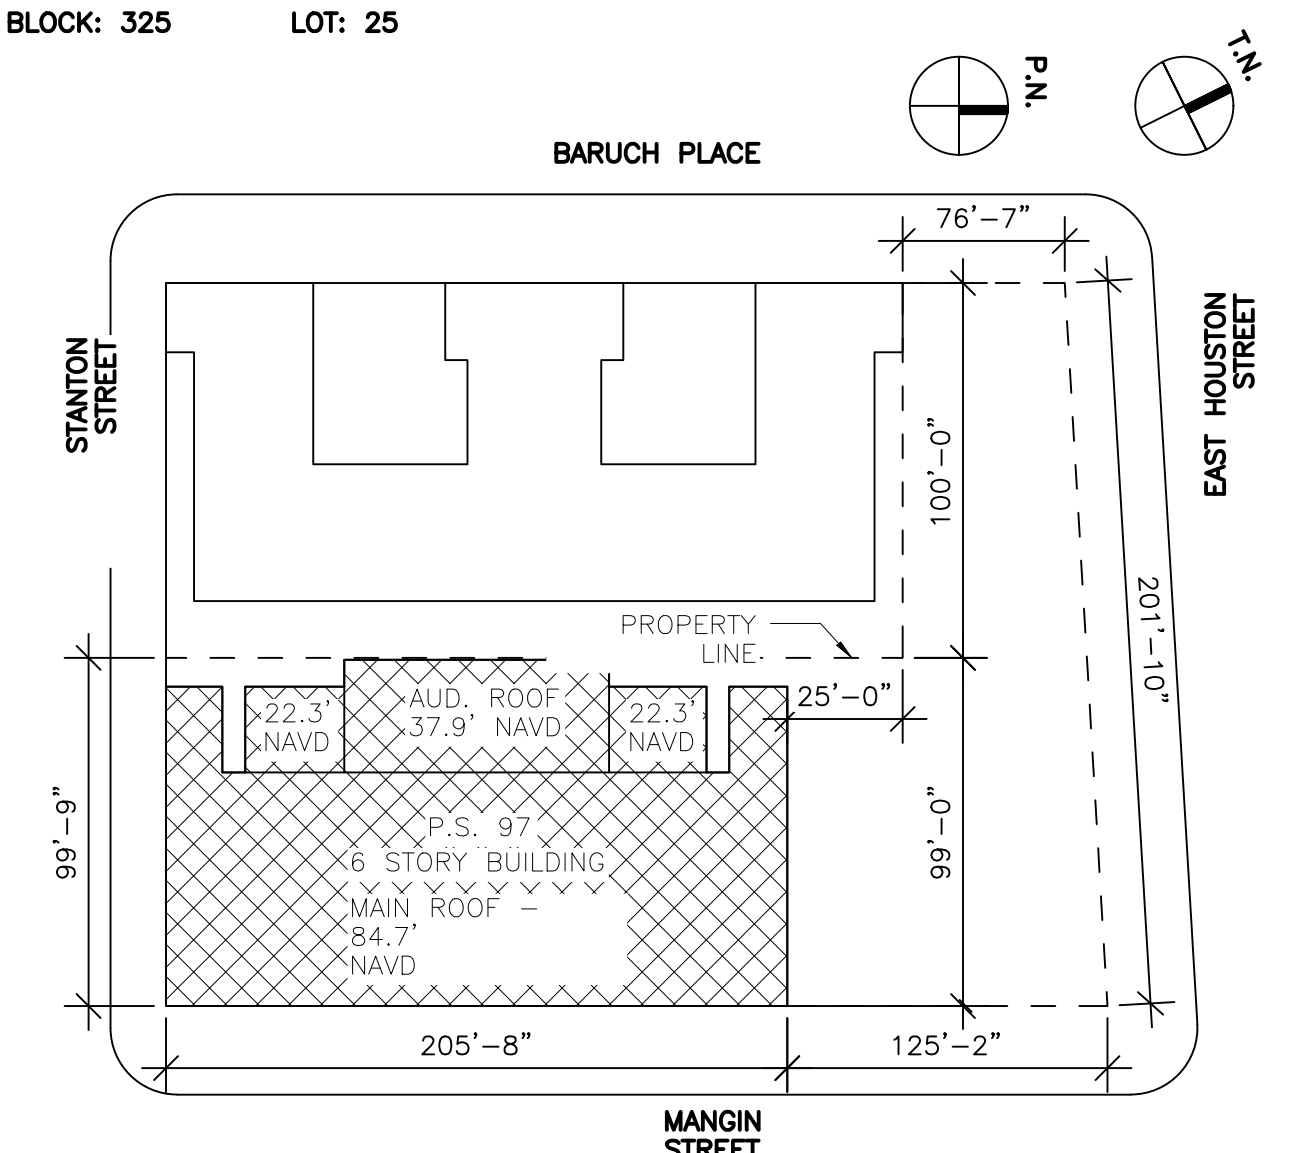 BLOCK: 325 LOT: 25
P.N.
T.N.
BARUCH PLACE
76'-7"
STANTON
STREET
EAST HOUSTON
STREET
100'-0"
201'-10"
PROPERTY
LINE
25'-0"
22.3'
NAVD
AUD. ROOF
37.9' NAVD
22.3'
NAVD
99'-9"
99'-0"
P.S. 97
6 STORY BUILDING
MAIN ROOF –
84.7'
NAVD
205'-8"
125'-2"
MANGIN
STREET